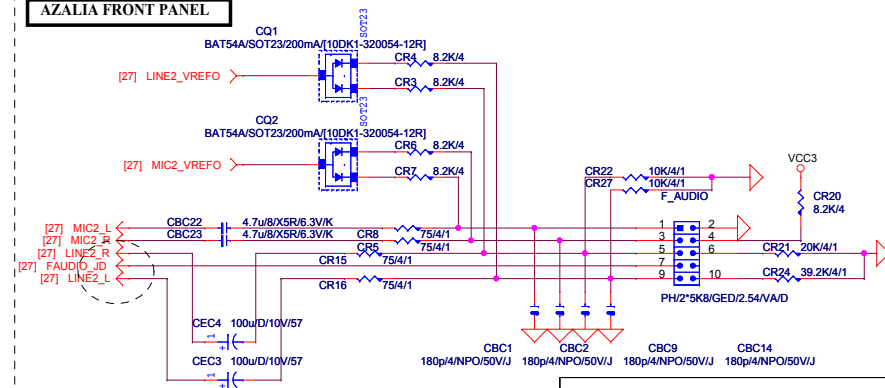 AZALIA FRONT PANEL
CQ1
BAT54A/SOT23/200mA/[10DK1-320054-12R]
SOT23
CR4 8.2K/4
[27] LINE2_VREFO
CR3 8.2K/4
CQ2
BAT54A/SOT23/200mA/[10DK1-320054-12R]
SOT23
CR6 8.2K/4
[27] MIC2_VREFO
CR7 8.2K/4
CR22 10K/4/1
CR27 10K/4/1
VCC3
F_AUDIO
CR20
8.2K/4
[27] MIC2_L CBC22 4.7u/8/X5R/6.3V/K 75/4/1 1 2
[27] MIC2_R CBC23 4.7u/8/X5R/6.3V/K CR8 75/4/1 3 4
[27] LINE2_R CR5 75/4/1 5 6 CR21 20K/4/1
[27] FAUDIO_JD CR15 75/4/1 7
[27] LINE2_L CR16 75/4/1 9 10 CR24 39.2K/4/1
PH/2*5K8/GED/2.54/VA/D
CEC4 100u/D/10V/57
1 +
CEC3 100u/D/10V/57
1 +
CBC1 CBC2 CBC9 CBC14
180p/4/NPO/50V/J 180p/4/NPO/50V/J 180p/4/NPO/50V/J 180p/4/NPO/50V/J